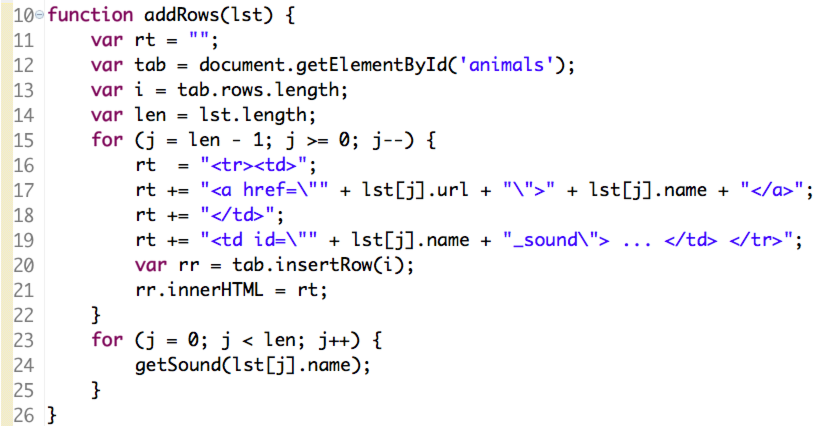 10 function addRows(lst) {
11     var rt = "";
12     var tab = document.getElementById('animals');
13     var i = tab.rows.length;
14     var len = lst.length;
15     for (j = len - 1; j >= 0; j--) {
16         rt  = "<tr><td>";
17         rt += "<a href=\"" + lst[j].url + "\">" + lst[j].name + "</a>";
18         rt += "</td>";
19         rt += "<td id=\"" + lst[j].name + "_sound\"> ... </td> </tr>";
20         var rr = tab.insertRow(i);
21         rr.innerHTML = rt;
22     }
23     for (j = 0; j < len; j++) {
24         getSound(lst[j].name);
25     }
26 }